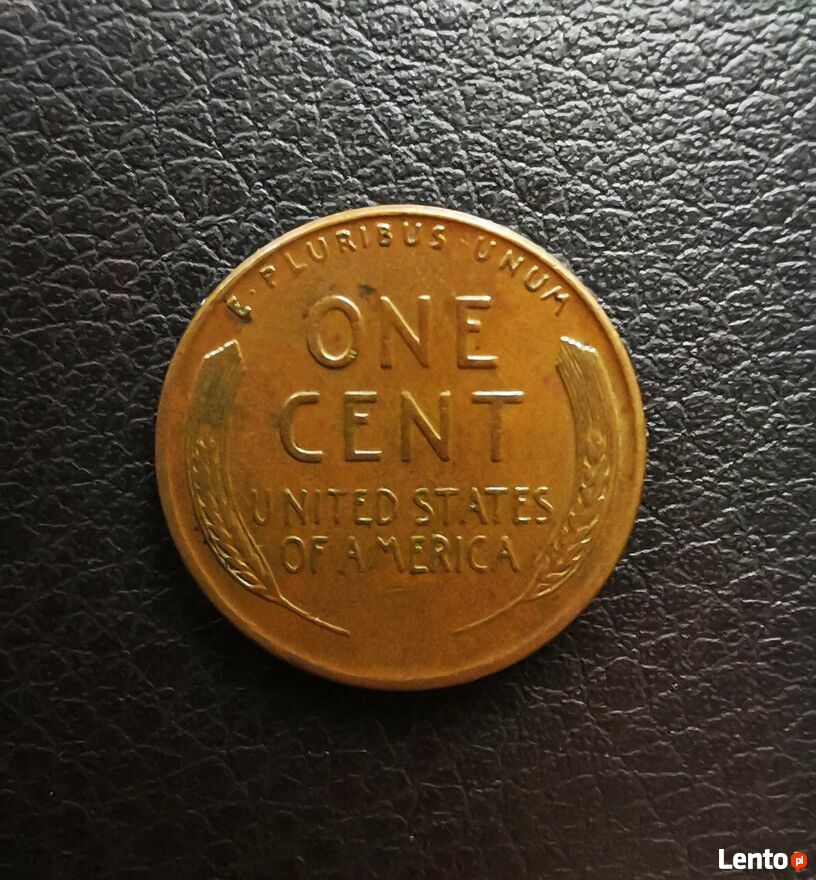 E·PLURIBUS·UNUM
ONE
CENT
UNITED STATES
OF AMERICA
Lento pl